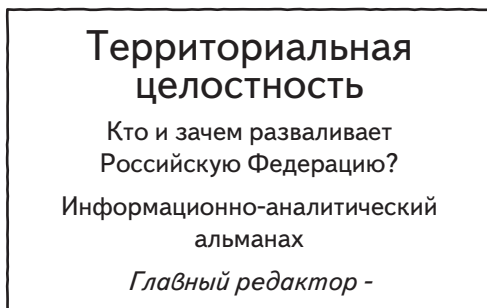 Территориальная
целостность
Кто и зачем разваливает
Российскую Федерацию?
Информационно-аналитический
альманах
Главный редактор -